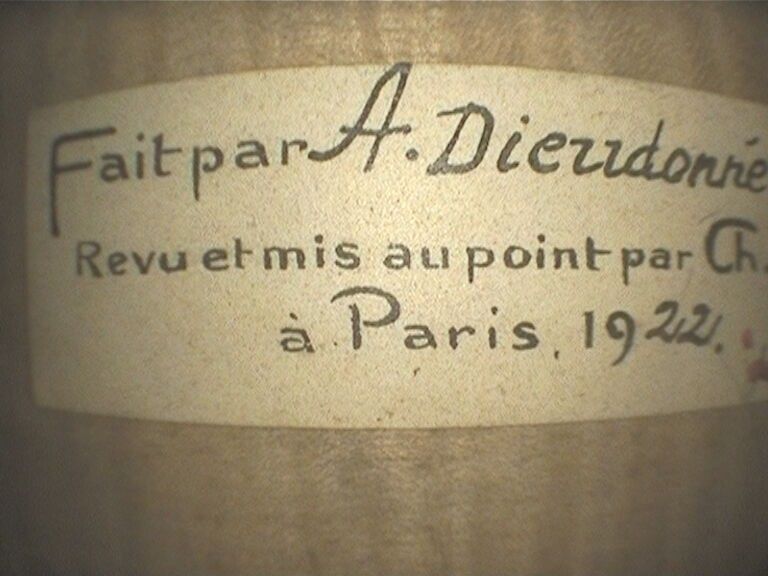 Fait par A. Dieudonné
Revu et mis au point par Ch.
à Paris, 1922.